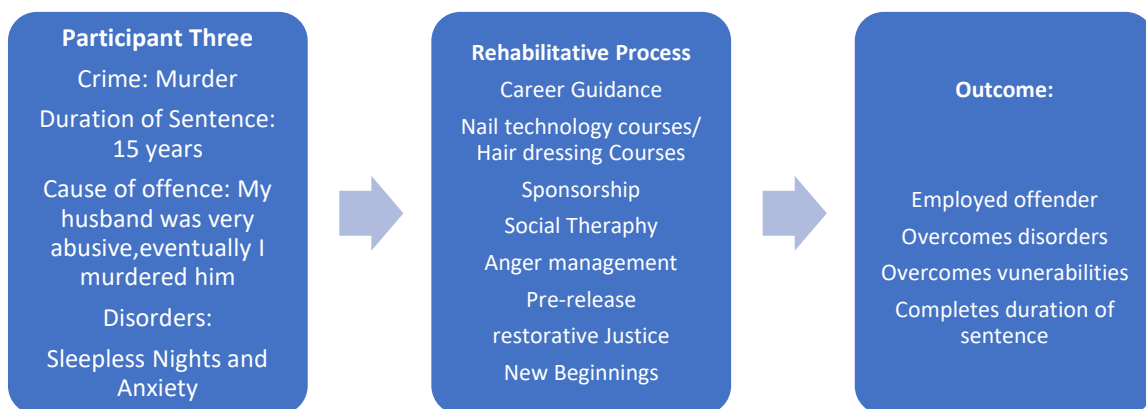 Participant Three
Crime: Murder
Duration of Sentence:
15 years
Cause of offence: My
husband was very
abusive,eventually I
murdered him
Disorders:
Sleepless Nights and
Anxiety
Rehabilitative Process
Career Guidance
Nail technology courses/
Hair dressing Courses
Sponsorship
Social Theraphy
Anger management
Pre-release
restorative Justice
New Beginnings
Outcome:
Employed offender
Overcomes disorders
Overcomes vunerabilities
Completes duration of
sentence